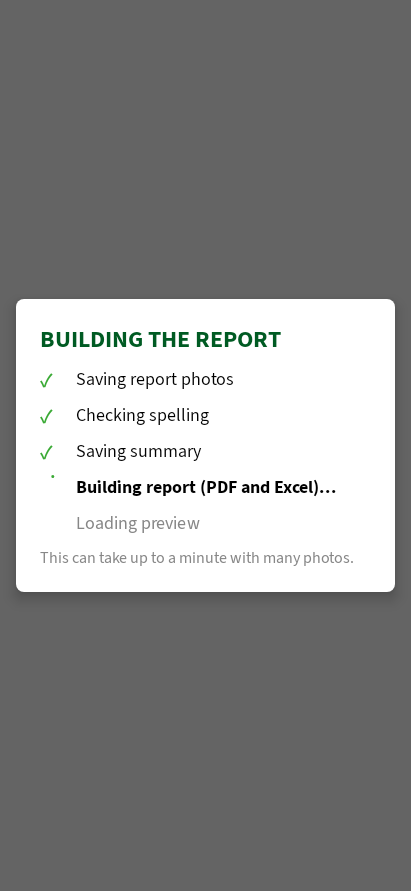 BUILDING THE REPORT
✓ Saving report photos
✓ Checking spelling
✓ Saving summary
Building report (PDF and Excel)...
Loading preview
This can take up to a minute with many photos.